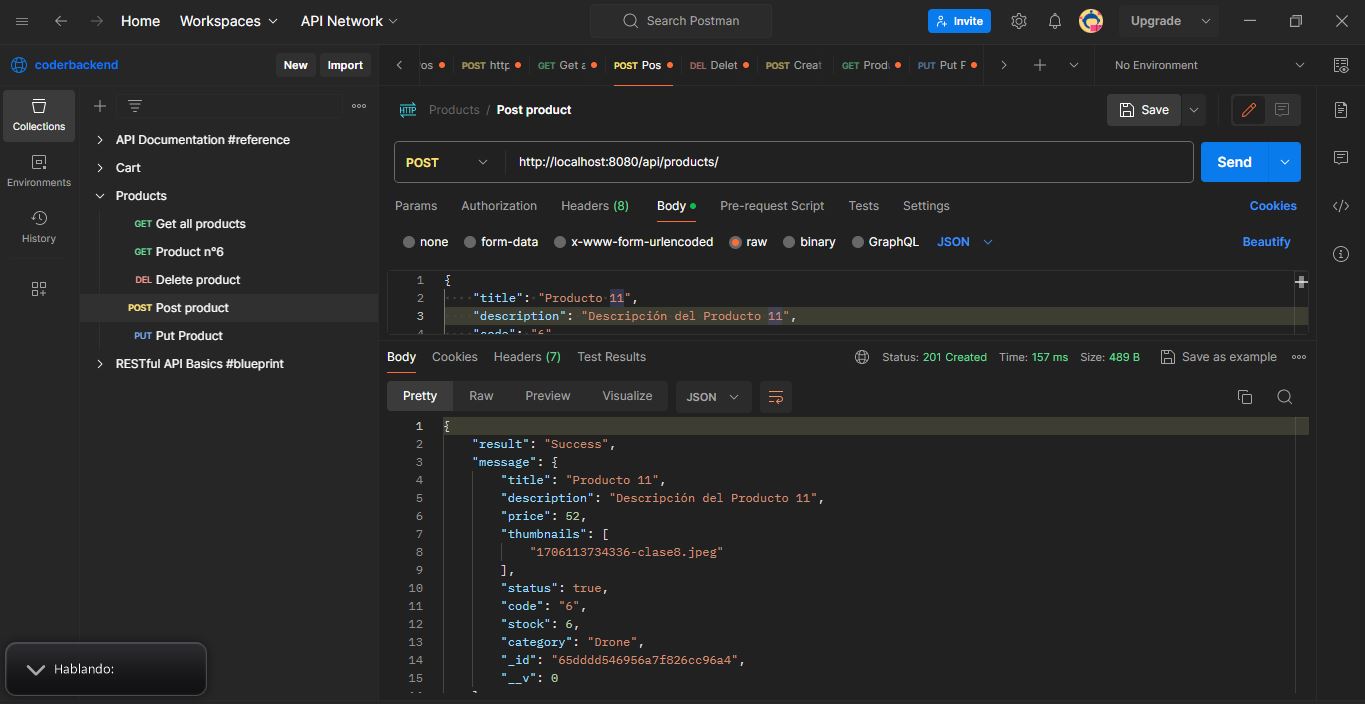 Home Workspaces API Network Search Postman Invite Upgrade
coderbackend New Import os POST http GET Get a POST Pos DEL Delet POST Creat GET Prod PUT Put F No Environment
Collections
Environments
History
API Documentation #reference
Cart
Products
GET Get all products
GET Product n°6
DEL Delete product
POST Post product
PUT Put Product
RESTful API Basics #blueprint
Products / Post product Save
POST http://localhost:8080/api/products/ Send
Params Authorization Headers (8) Body Pre-request Script Tests Settings Cookies
none form-data x-www-form-urlencoded raw binary GraphQL JSON Beautify
1 {
2 "title": "Producto 11",
3 "description": "Descripción del Producto 11",
4 "code": "6"
Body Cookies Headers (7) Test Results Status: 201 Created Time: 157 ms Size: 489 B Save as example
Pretty Raw Preview Visualize JSON
1 {
2 "result": "Success",
3 "message": {
4 "title": "Producto 11",
5 "description": "Descripción del Producto 11",
6 "price": 52,
7 "thumbnails": [
8 "1706113734336-clase8.jpeg"
9 ],
10 "status": true,
11 "code": "6",
12 "stock": 6,
13 "category": "Drone",
14 "_id": "65dddd546956a7f826cc96a4",
15 "__v": 0
Hablando: